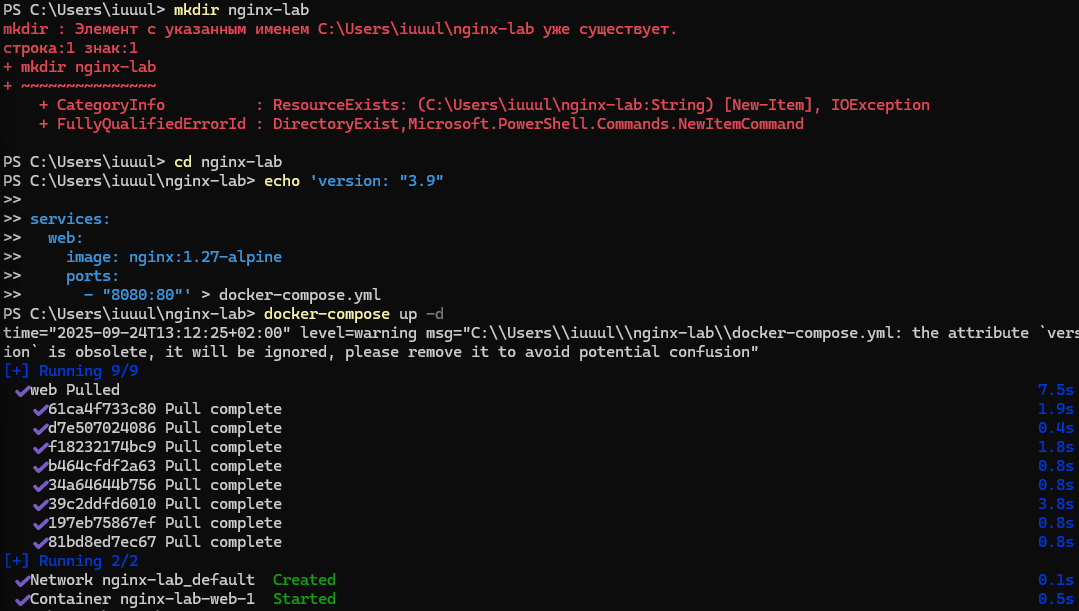 PS C:\Users\iuuul> mkdir nginx-lab
mkdir : Элемент с указанным именем C:\Users\iuuul\nginx-lab уже существует.
строка:1 знак:1
+ mkdir nginx-lab
+ ~~~~~~~~~~~~~~~
    + CategoryInfo          : ResourceExists: (C:\Users\iuuul\nginx-lab:String) [New-Item], IOException
    + FullyQualifiedErrorId : DirectoryExist,Microsoft.PowerShell.Commands.NewItemCommand
PS C:\Users\iuuul> cd nginx-lab
PS C:\Users\iuuul\nginx-lab> echo 'version: "3.9"
>>
>> services:
>>   web:
>>     image: nginx:1.27-alpine
>>     ports:
>>       - "8080:80"' > docker-compose.yml
PS C:\Users\iuuul\nginx-lab> docker-compose up -d
time="2025-09-24T13:12:25+02:00" level=warning msg="C:\\Users\\iuuul\\nginx-lab\\docker-compose.yml: the attribute `vers
ion` is obsolete, it will be ignored, please remove it to avoid potential confusion"
[+] Running 9/9
✔web Pulled 7.5s
✔61ca4f733c80 Pull complete 1.9s
✔d7e507024086 Pull complete 0.4s
✔f18232174bc9 Pull complete 1.8s
✔b464cfdf2a63 Pull complete 0.8s
✔34a64644b756 Pull complete 0.8s
✔39c2ddfd6010 Pull complete 3.8s
✔197eb75867ef Pull complete 0.8s
✔81bd8ed7ec67 Pull complete 0.8s
[+] Running 2/2
✔Network nginx-lab_default  Created 0.1s
✔Container nginx-lab-web-1  Started 0.5s